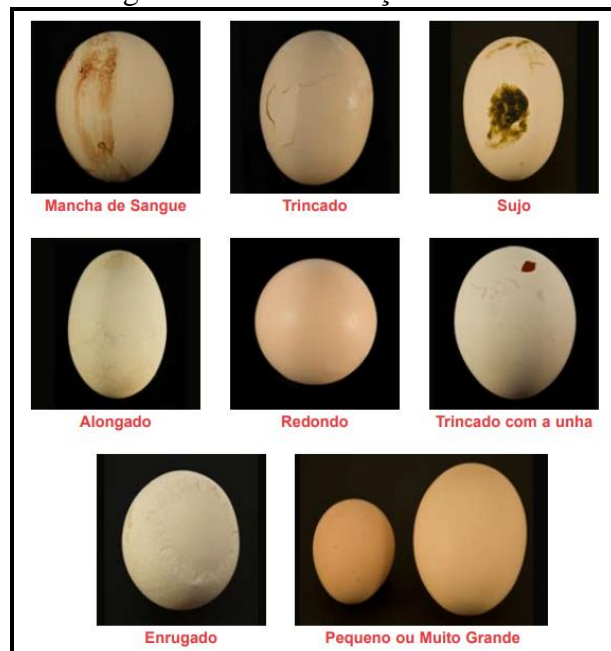 Mancha de Sangue
Trincado
Sujo
Alongado
Redondo
Trincado com a unha
Enrugado
Pequeno ou Muito Grande